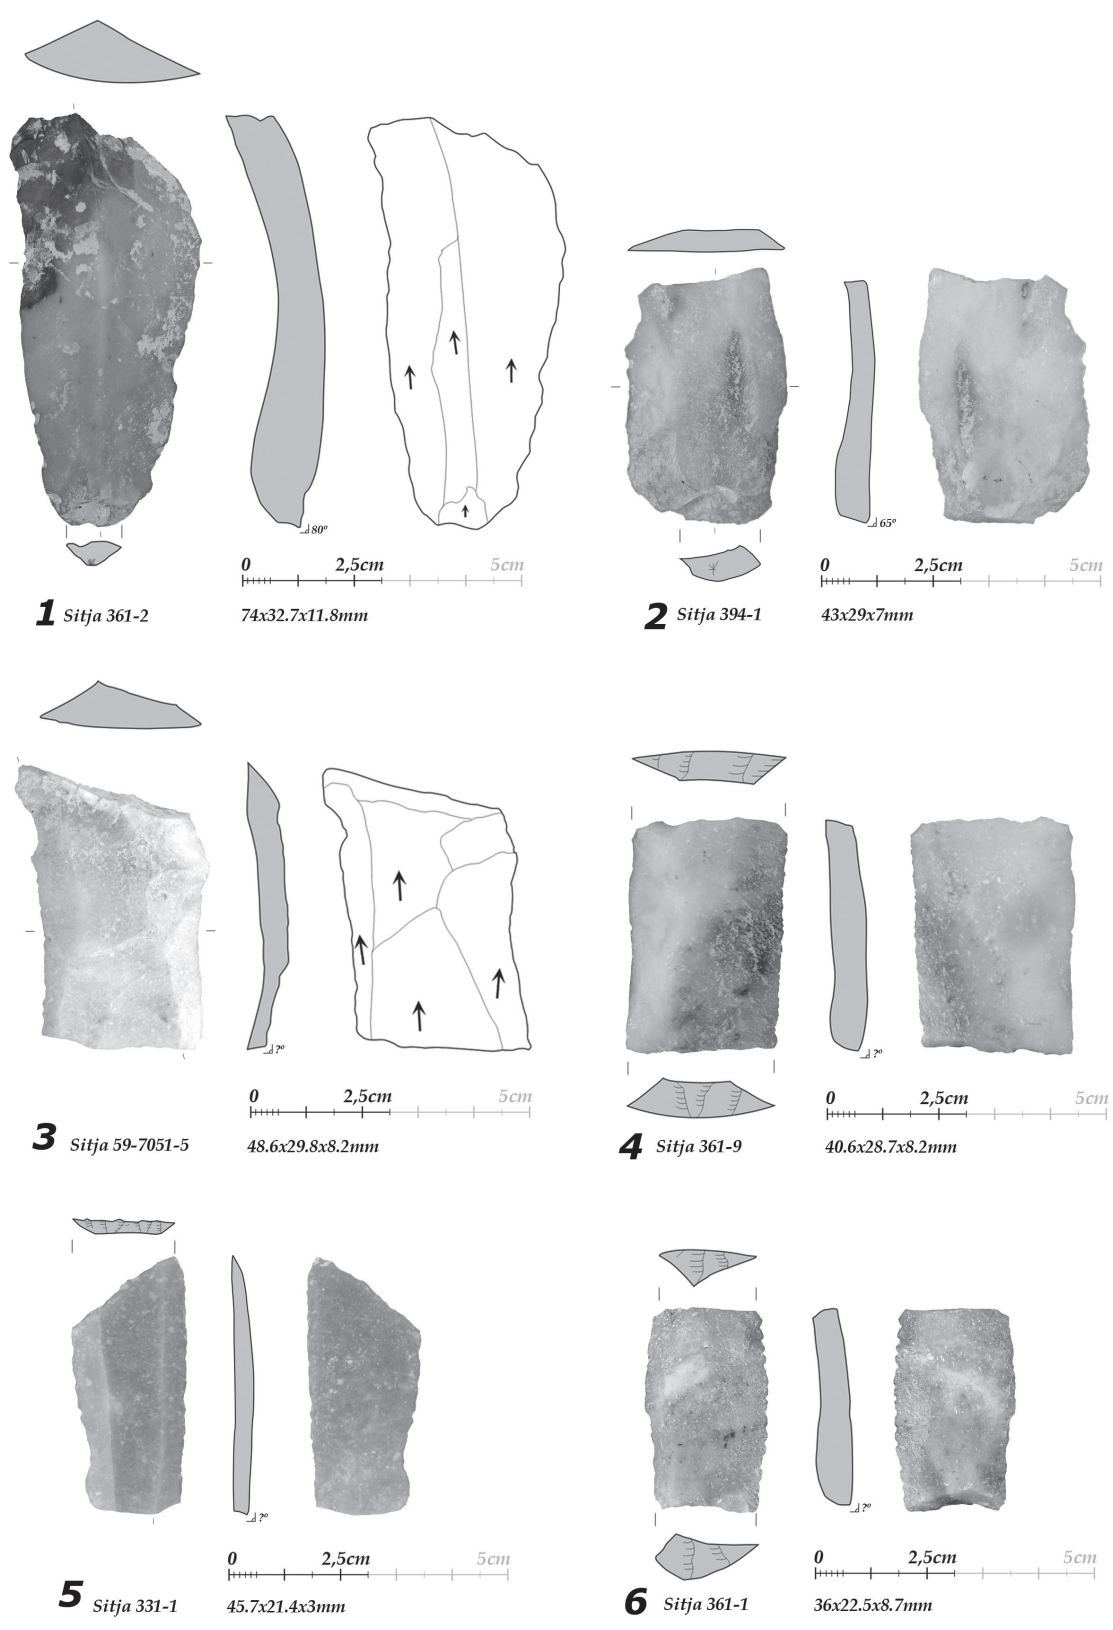 80º
0 2,5cm 5cm
1 Sitja 361-2 74x32.7x11.8mm
65º
0 2,5cm 5cm
2 Sitja 394-1 43x29x7mm
?º
0 2,5cm 5cm
3 Sitja 59-7051-5 48.6x29.8x8.2mm
?º
0 2,5cm 5cm
4 Sitja 361-9 40.6x28.7x8.2mm
?º
0 2,5cm 5cm
5 Sitja 331-1 45.7x21.4x3mm
?º
0 2,5cm 5cm
6 Sitja 361-1 36x22.5x8.7mm